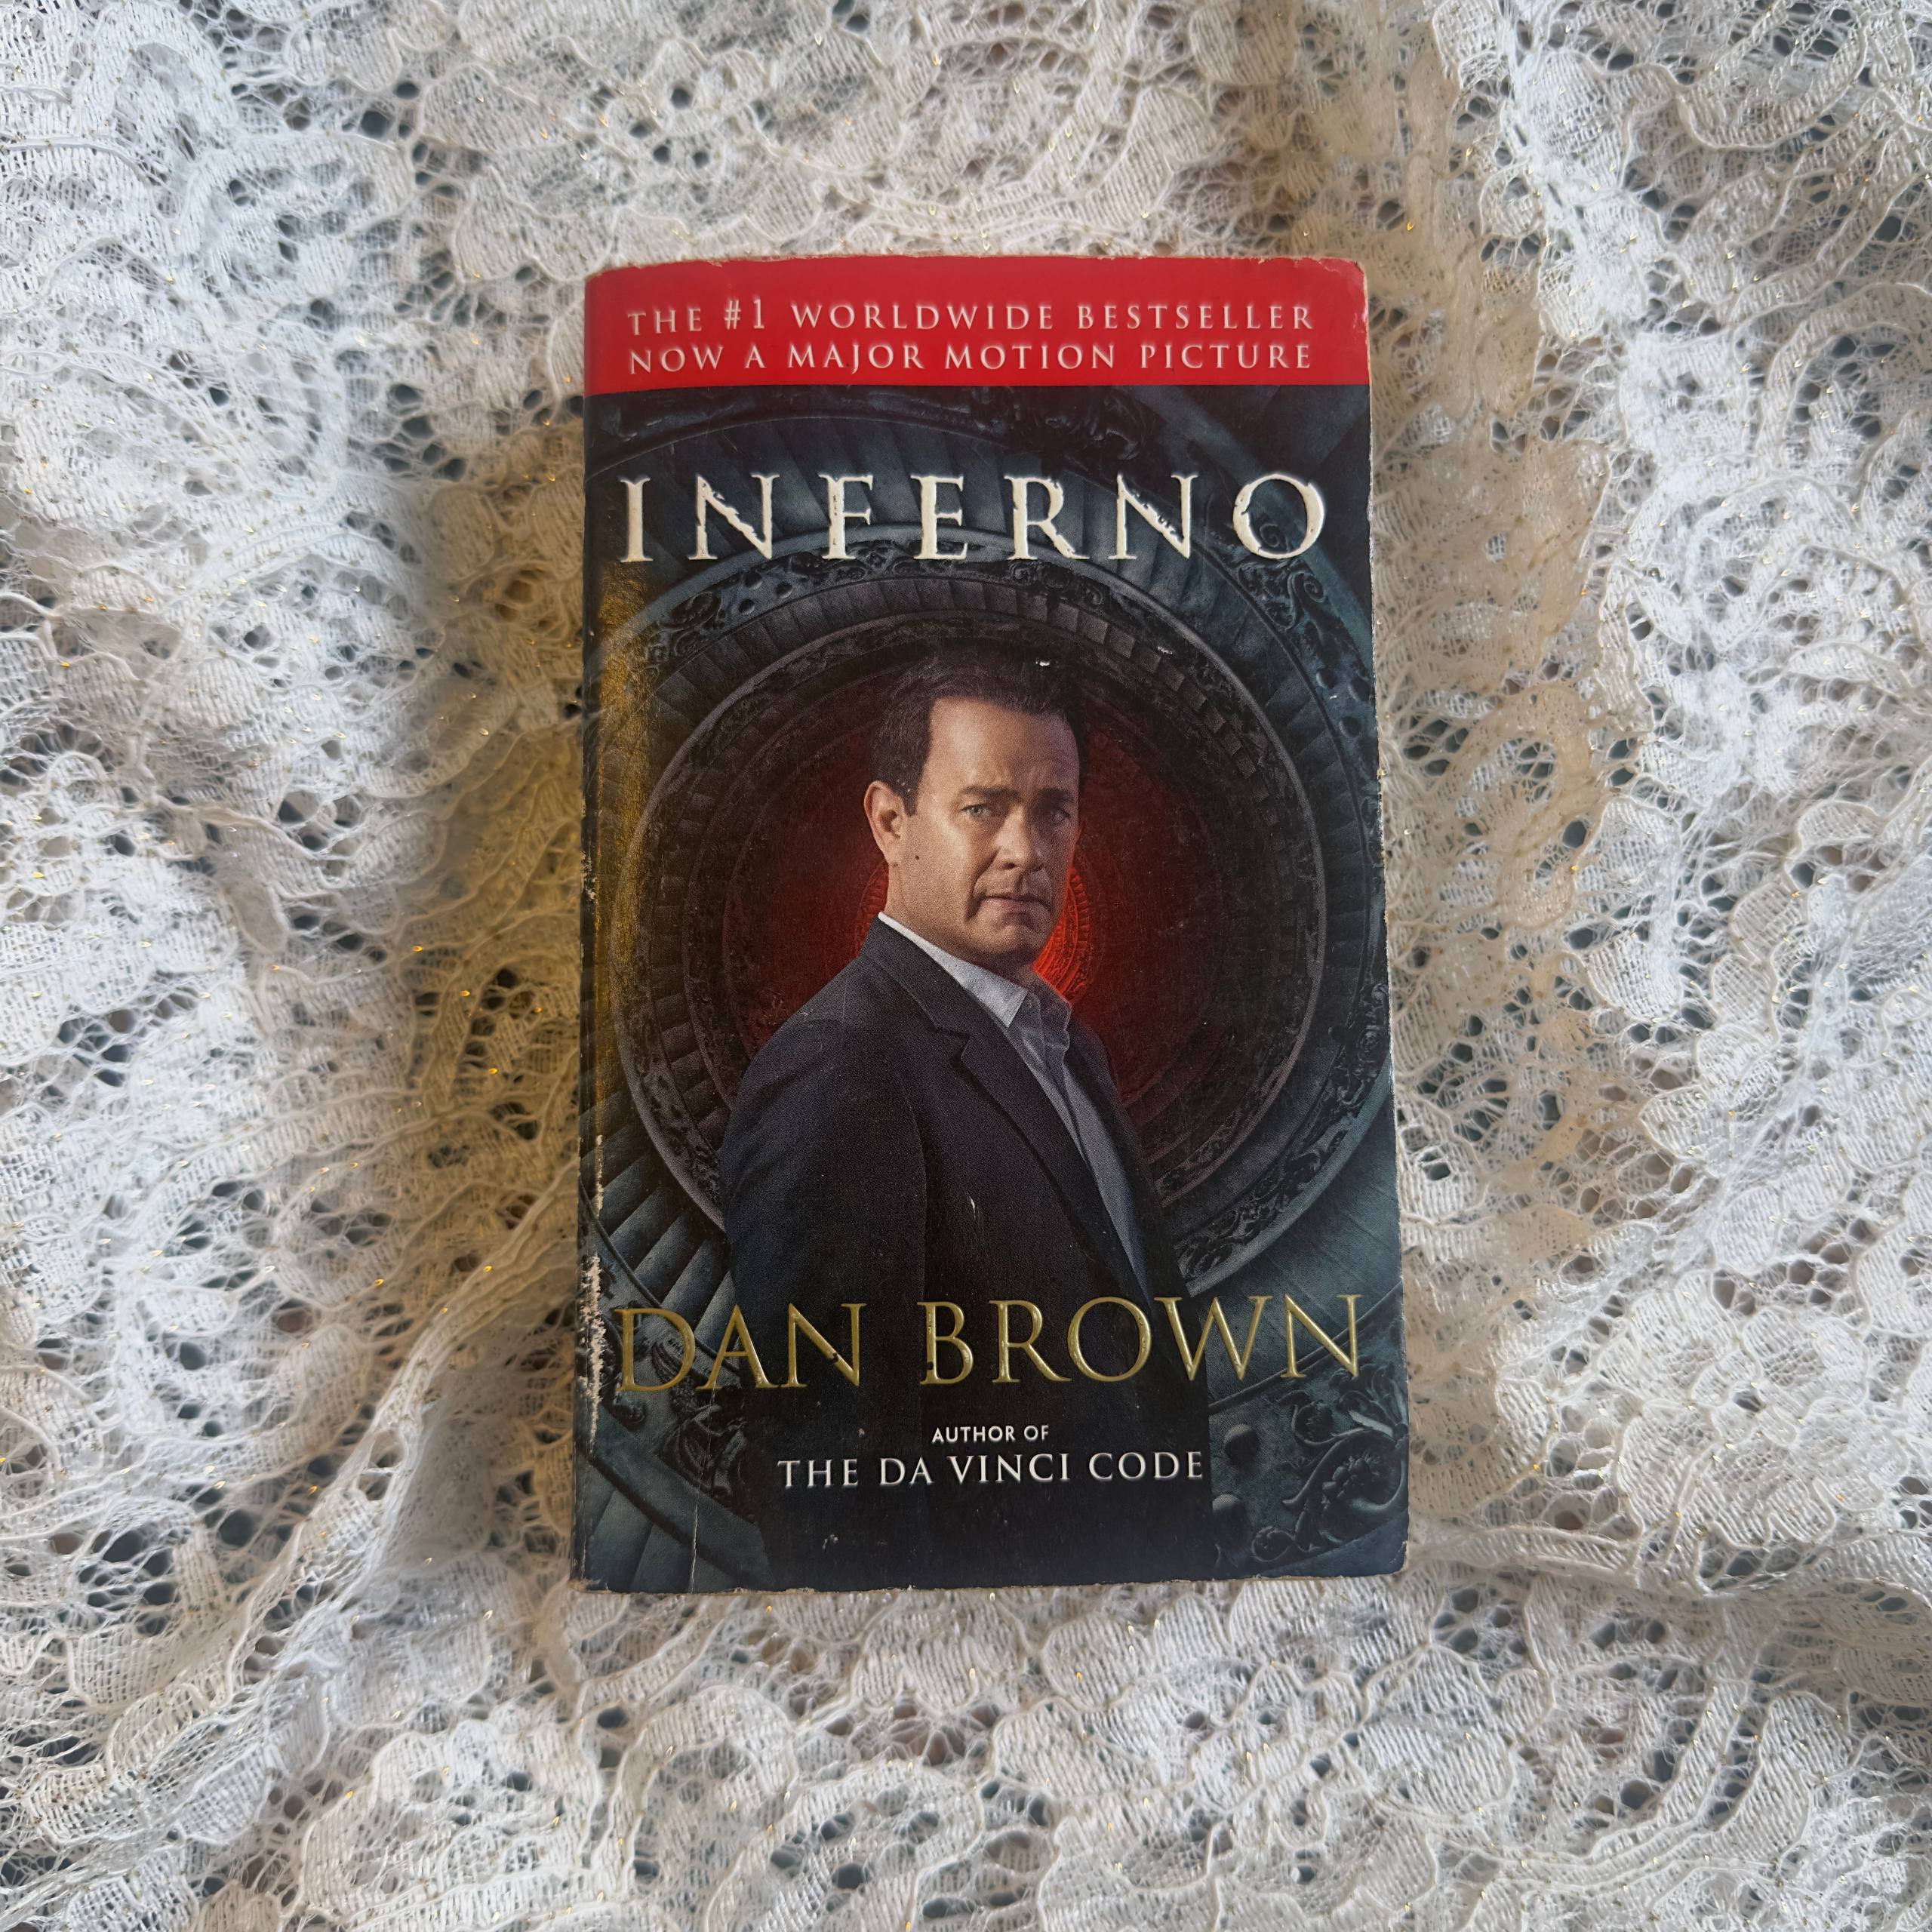 THE #1 WORLDWIDE BESTSELLER
NOW A MAJOR MOTION PICTURE
INFERNO
DAN BROWN
AUTHOR OF
THE DA VINCI CODE